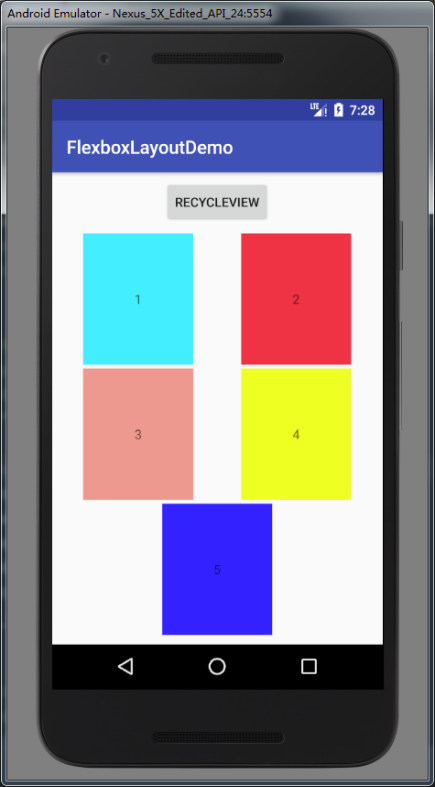 Android Emulator - Nexus_5X_Edited_API_24:5554
LTE 7:28
FlexboxLayoutDemo
RECYCLEVIEW
1 2
3 4
5